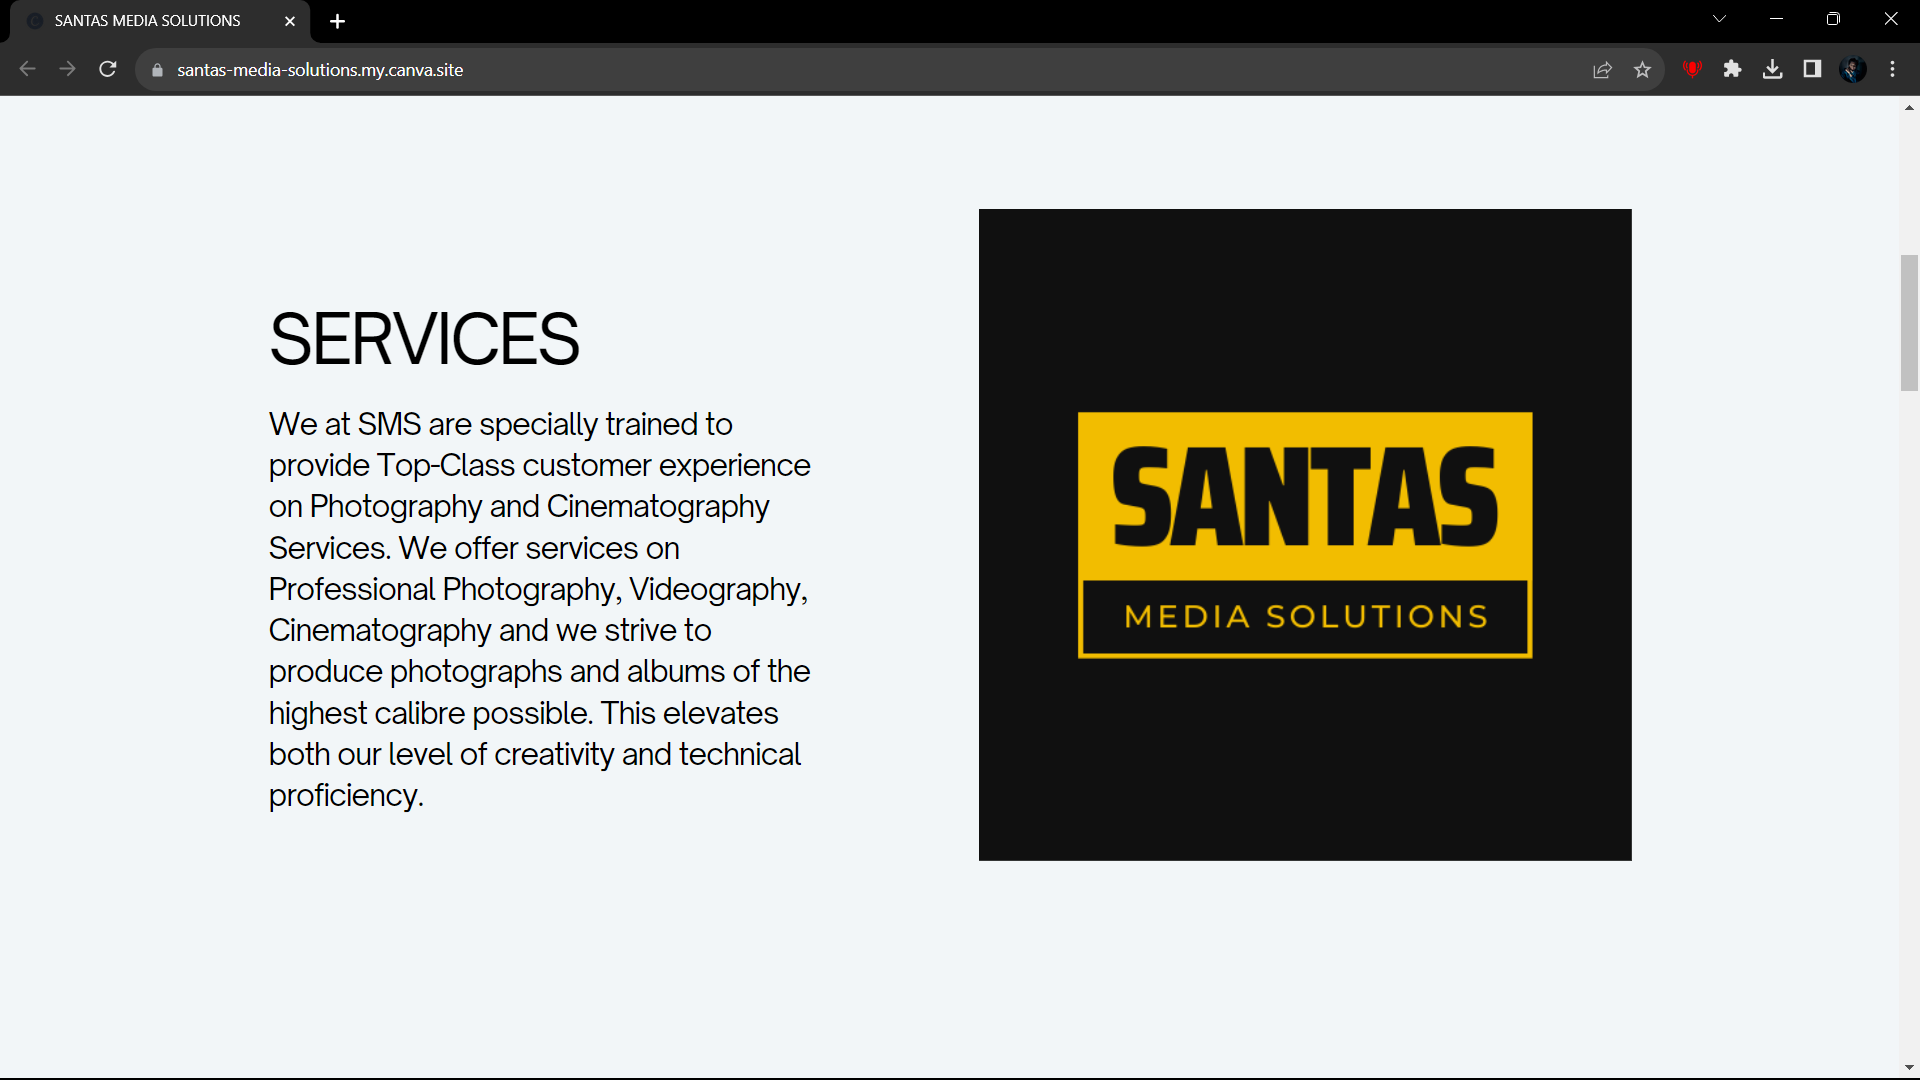 SANTAS MEDIA SOLUTIONS
santas-media-solutions.my.canva.site
SERVICES
We at SMS are specially trained to
provide Top-Class customer experience
on Photography and Cinematography
Services. We offer services on
Professional Photography, Videography,
Cinematography and we strive to
produce photographs and albums of the
highest calibre possible. This elevates
both our level of creativity and technical
proficiency.
SANTAS
MEDIA SOLUTIONS